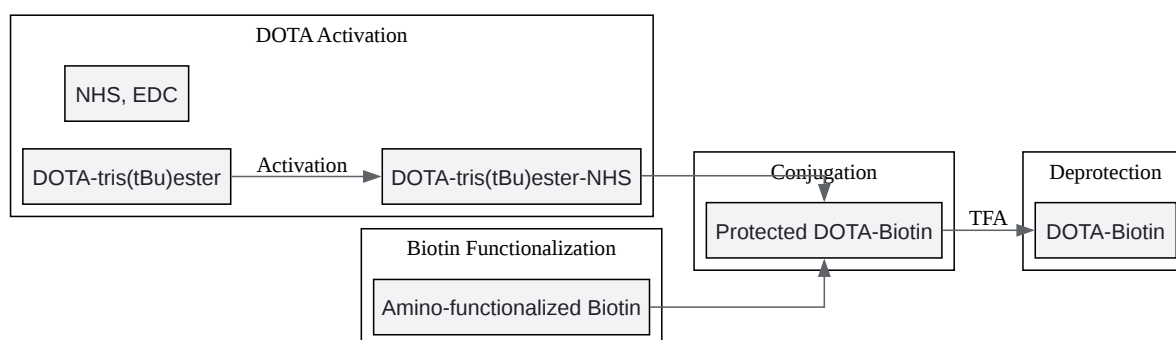 DOTA Activation
NHS, EDC
DOTA-tris(tBu)ester
Activation
DOTA-tris(tBu)ester-NHS
Biotin Functionalization
Amino-functionalized Biotin
Conjugation
Protected DOTA-Biotin
TFA
Deprotection
DOTA-Biotin